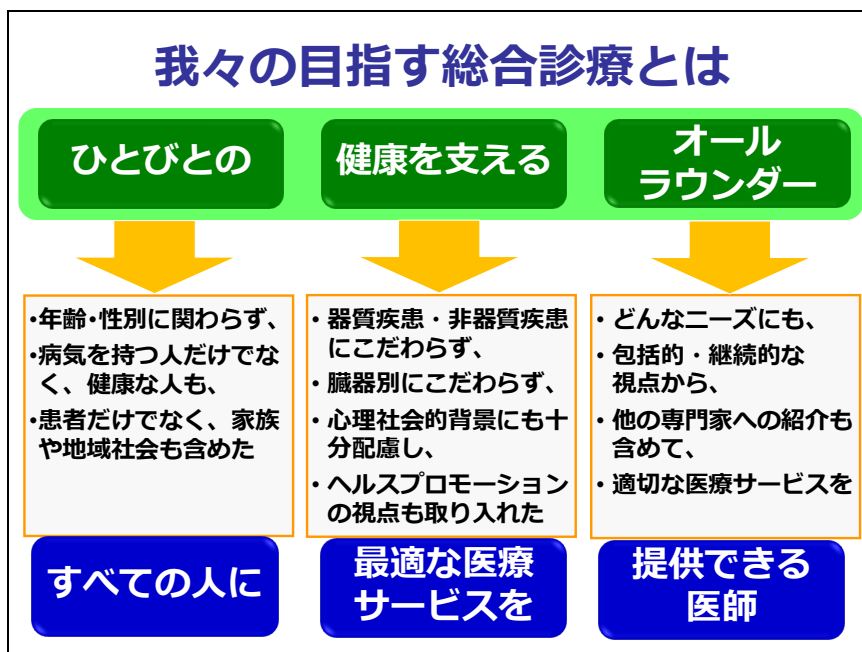 我々の目指す総合診療とは
ひとびとの
健康を支える
オール
ラウンダー
・年齢・性別に関わらず、
・病気を持つ人だけでな
く、健康な人も、
・患者だけでなく、家族
や地域社会も含めた
・器質疾患・非器質疾患
にこだわらず、
・臓器別にこだわらず、
・心理社会的背景にも十
分配慮し、
・ヘルスプロモーション
の視点も取り入れた
・どんなニーズにも、
・包括的・継続的な
視点から、
・他の専門家への紹介も
含めて、
・適切な医療サービスを
すべての人に
最適な医療
サービスを
提供できる
医師